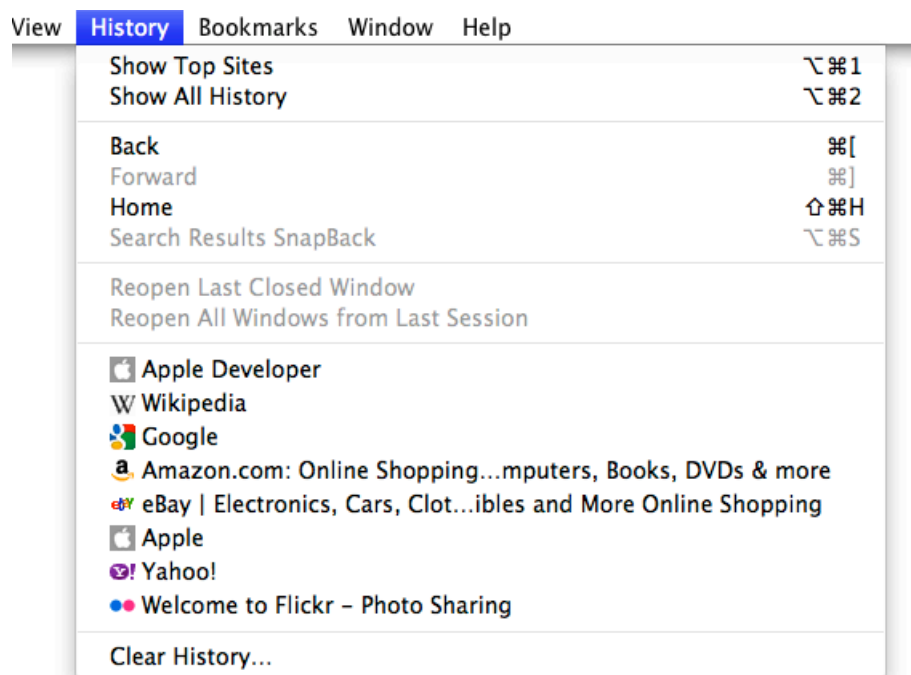 View History Bookmarks Window Help
Show Top Sites ⌥⌘1
Show All History ⌥⌘2
Back ⌘[
Forward ⌘]
Home ⇧⌘H
Search Results SnapBack ⌥⌘S
Reopen Last Closed Window
Reopen All Windows from Last Session
Apple Developer
W Wikipedia
Google
a Amazon.com: Online Shopping...mputers, Books, DVDs & more
ebY eBay | Electronics, Cars, Clot...ibles and More Online Shopping
Apple
Y! Yahoo!
Welcome to Flickr – Photo Sharing
Clear History...